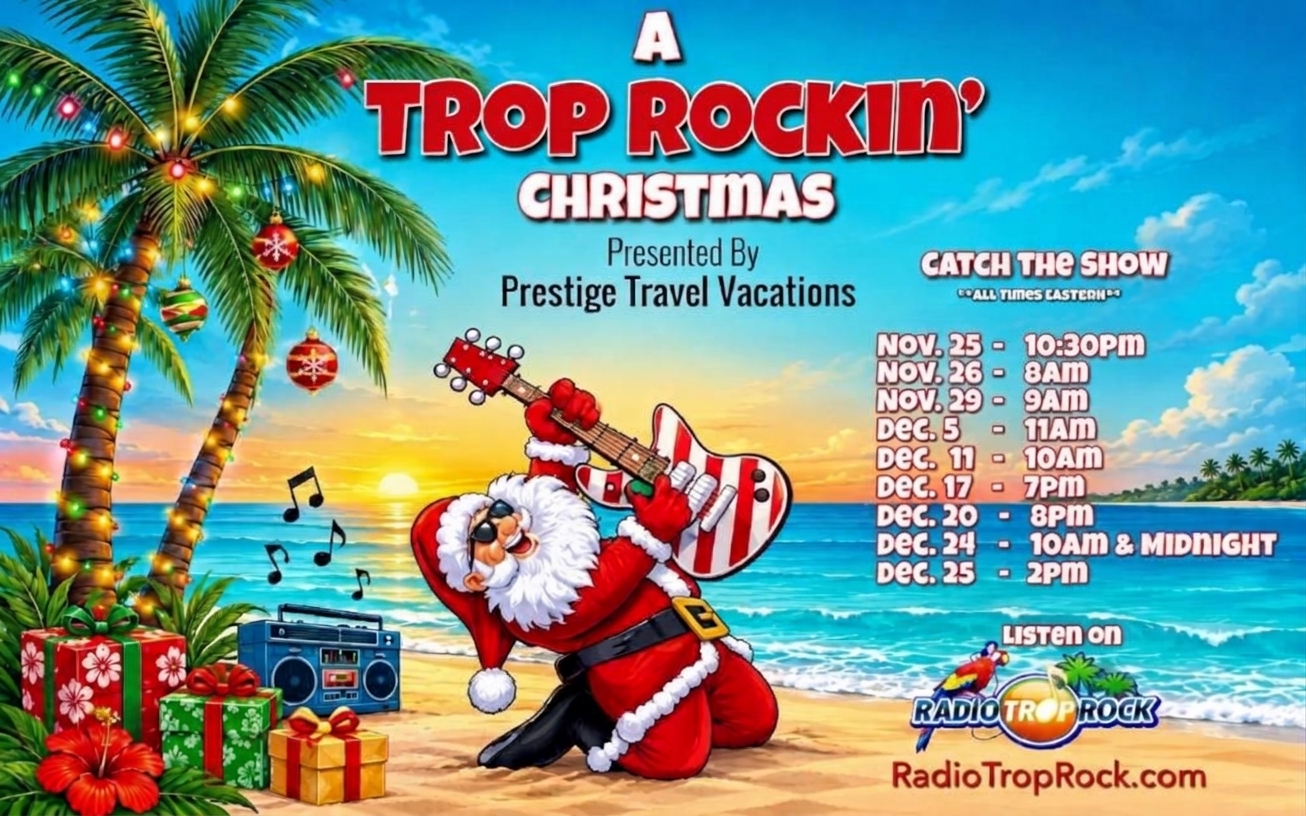 A
TROP ROCKIN'
CHRISTMAS
Presented By
Prestige Travel Vacations
CATCH THE SHOW
**ALL TIMES EASTERN**
NOV. 25 - 10:30PM
NOV. 26 - 8AM
NOV. 29 - 9AM
DEC. 5 - 11AM
DEC. 11 - 10AM
DEC. 17 - 7PM
DEC. 20 - 8PM
DEC. 24 - 10AM & MIDNIGHT
DEC. 25 - 2PM
LISTEN ON
RADIO TROP ROCK
RadioTropRock.com